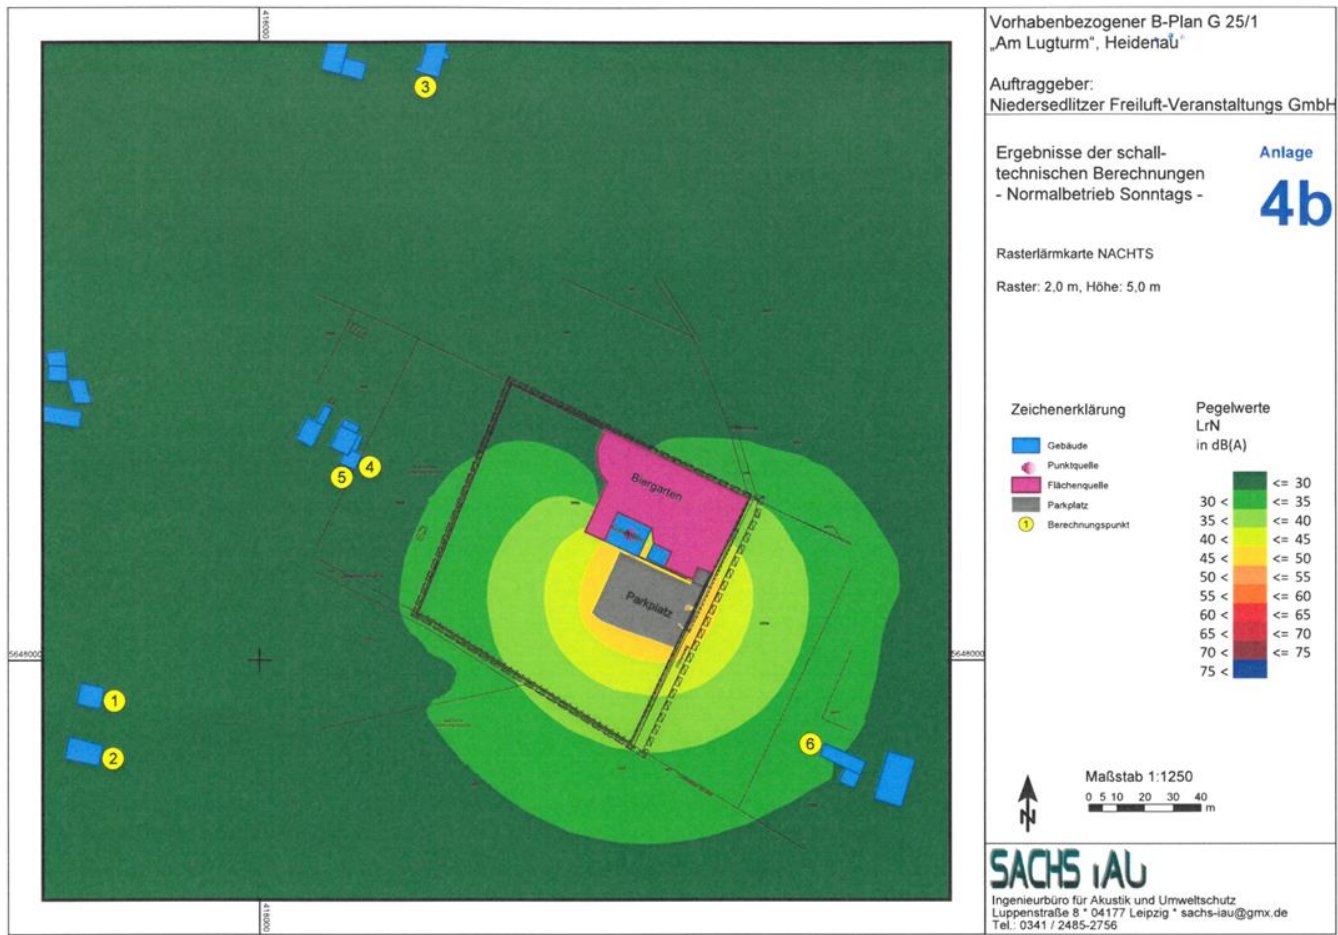 418000
Vorhabenbezogener B-Plan G 25/1
„Am Lugturm“, Heidenau
Auftraggeber:
Niedersedlitzer Freiluft-Veranstaltungs GmbH
Ergebnisse der schall-
technischen Berechnungen
- Normalbetrieb Sonntags -
Anlage
4b
Rasterlärmkarte NACHTS
Raster: 2,0 m, Höhe: 5,0 m
3
Biergarten
Parkplatz
4
5
1
2
6
5648000
5648000
418000
Zeichenerklärung
Gebäude
Punktquelle
Flächenquelle
Parkplatz
1 Berechnungspunkt
Pegelwerte
LrN
in dB(A)
<= 30
30 < <= 35
35 < <= 40
40 < <= 45
45 < <= 50
50 < <= 55
55 < <= 60
60 < <= 65
65 < <= 70
70 < <= 75
75 <
Maßstab 1:1250
0 5 10 20 30 40
m
N
SACHS iAU
Ingenieurbüro für Akustik und Umweltschutz
Luppenstraße 8 * 04177 Leipzig * sachs-iau@gmx.de
Tel.: 0341 / 2485-2756